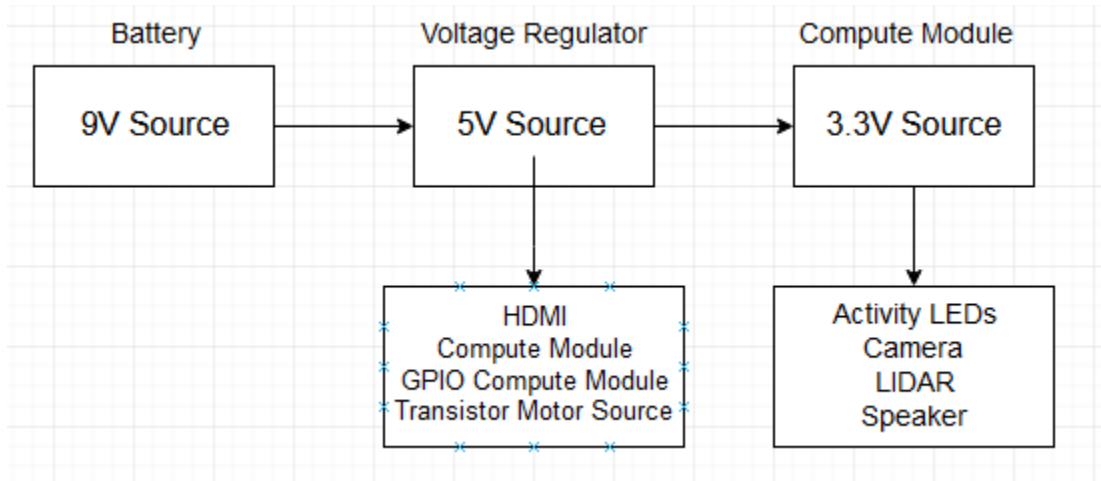 Battery
Voltage Regulator
Compute Module
9V Source
5V Source
3.3V Source
HDMI
Compute Module
GPIO Compute Module
Transistor Motor Source
Activity LEDs
Camera
LIDAR
Speaker